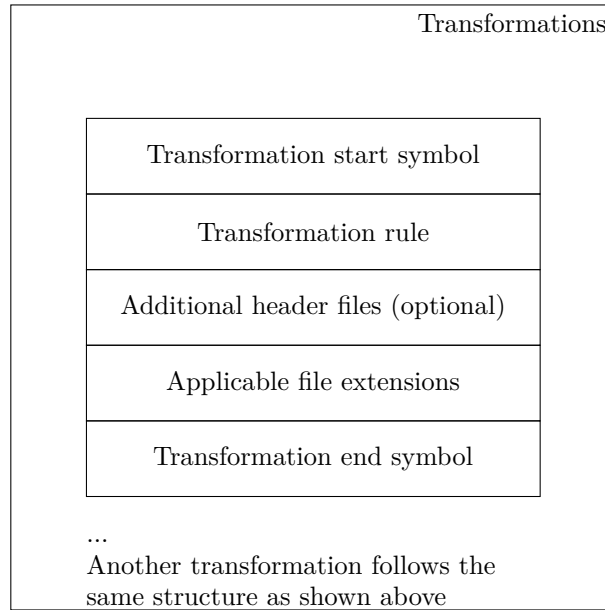 Transformations
Transformation start symbol
Transformation rule
Additional header files (optional)
Applicable file extensions
Transformation end symbol
...
Another transformation follows the
same structure as shown above